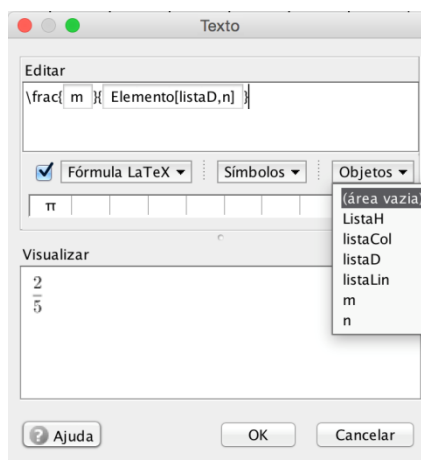 Texto
Editar
\frac{ m }{ Elemento[listaD,n] }
Fórmula LaTeX ▾ Símbolos ▾ Objetos ▾
π
(área vazia)
ListaH
listaCol
listaD
listaLin
m
n
Visualizar
2
5
? Ajuda OK Cancelar